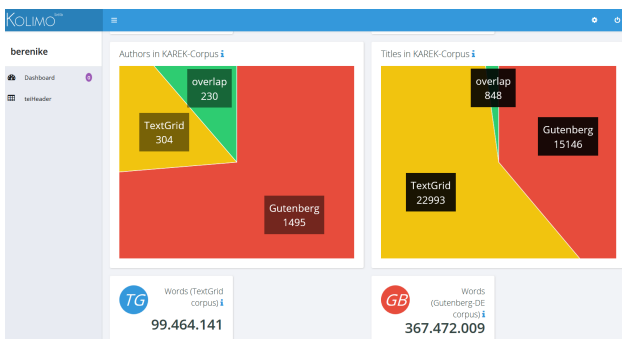 KOLIMO beta
berenike
Dashboard
teiHeader
Authors in KAREK-Corpus i
overlap
230
TextGrid
304
Gutenberg
1495
Titles in KAREK-Corpus i
overlap
848
Gutenberg
15146
TextGrid
22993
TG
Words (TextGrid
corpus) i
99.464.141
GB
Words
(Gutenberg-DE
corpus) i
367.472.009